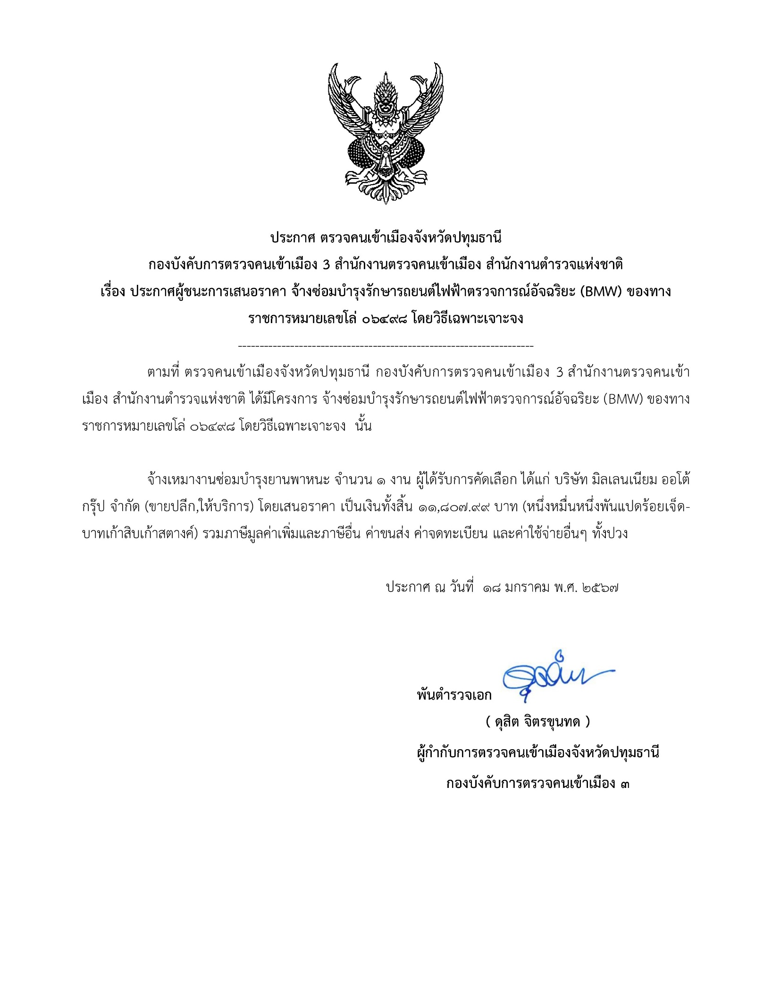 ประกาศ ตรวจคนเข้าเมืองจังหวัดปทุมธานี
กองบังคับการตรวจคนเข้าเมือง 3 สำนักงานตรวจคนเข้าเมือง สำนักงานตำรวจแห่งชาติ
เรื่อง ประกาศผู้ชนะการเสนอราคา จ้างซ่อมบำรุงรักษารถยนต์ไฟฟ้าตรวจการณ์อัจฉริยะ (BMW) ของทาง
ราชการหมายเลขโล่ ๐๖๔๙๘ โดยวิธีเฉพาะเจาะจง
--------------------------------------------------------------------
ตามที่ ตรวจคนเข้าเมืองจังหวัดปทุมธานี กองบังคับการตรวจคนเข้าเมือง 3 สำนักงานตรวจคนเข้า
เมือง สำนักงานตำรวจแห่งชาติ ได้มีโครงการ จ้างซ่อมบำรุงรักษารถยนต์ไฟฟ้าตรวจการณ์อัจฉริยะ (BMW) ของทาง
ราชการหมายเลขโล่ ๐๖๔๙๘ โดยวิธีเฉพาะเจาะจง นั้น
จ้างเหมางานซ่อมบำรุงยานพาหนะ จำนวน ๑ งาน ผู้ได้รับการคัดเลือก ได้แก่ บริษัท มิลเลนเนียม ออโต้
กรุ๊ป จำกัด (ขายปลีก,ให้บริการ) โดยเสนอราคา เป็นเงินทั้งสิ้น ๑๑,๘๐๗.๙๙ บาท (หนึ่งหมื่นหนึ่งพันแปดร้อยเจ็ด-
บาทเก้าสิบเก้าสตางค์) รวมภาษีมูลค่าเพิ่มและภาษีอื่น ค่าขนส่ง ค่าจดทะเบียน และค่าใช้จ่ายอื่นๆ ทั้งปวง
ประกาศ ณ วันที่ ๑๘ มกราคม พ.ศ. ๒๕๖๗
พันตำรวจเอก
( ดุสิต จิตรขุนทด )
ผู้กำกับการตรวจคนเข้าเมืองจังหวัดปทุมธานี
กองบังคับการตรวจคนเข้าเมือง ๓